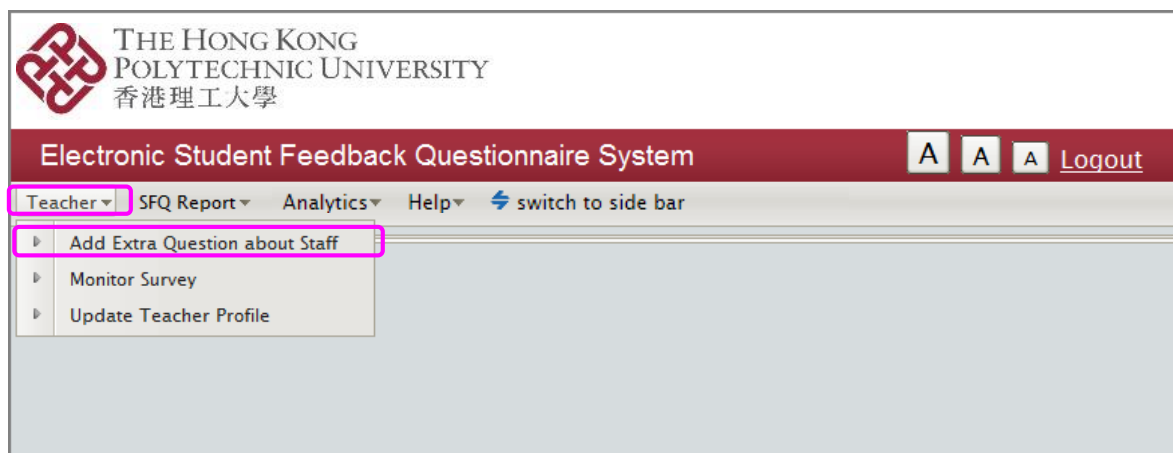 THE HONG KONG
POLYTECHNIC UNIVERSITY
香港理工大學
Electronic Student Feedback Questionnaire System
A A A Logout
Teacher SFQ Report Analytics Help switch to side bar
Add Extra Question about Staff
Monitor Survey
Update Teacher Profile